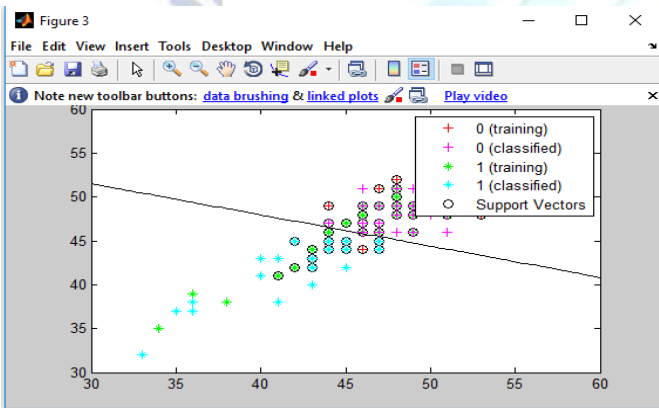 Figure 3
File Edit View Insert Tools Desktop Window Help
Note new toolbar buttons: data brushing & linked plots Play video
0 (training)
0 (classified)
1 (training)
1 (classified)
Support Vectors
60
55
50
45
40
35
30
30 35 40 45 50 55 60